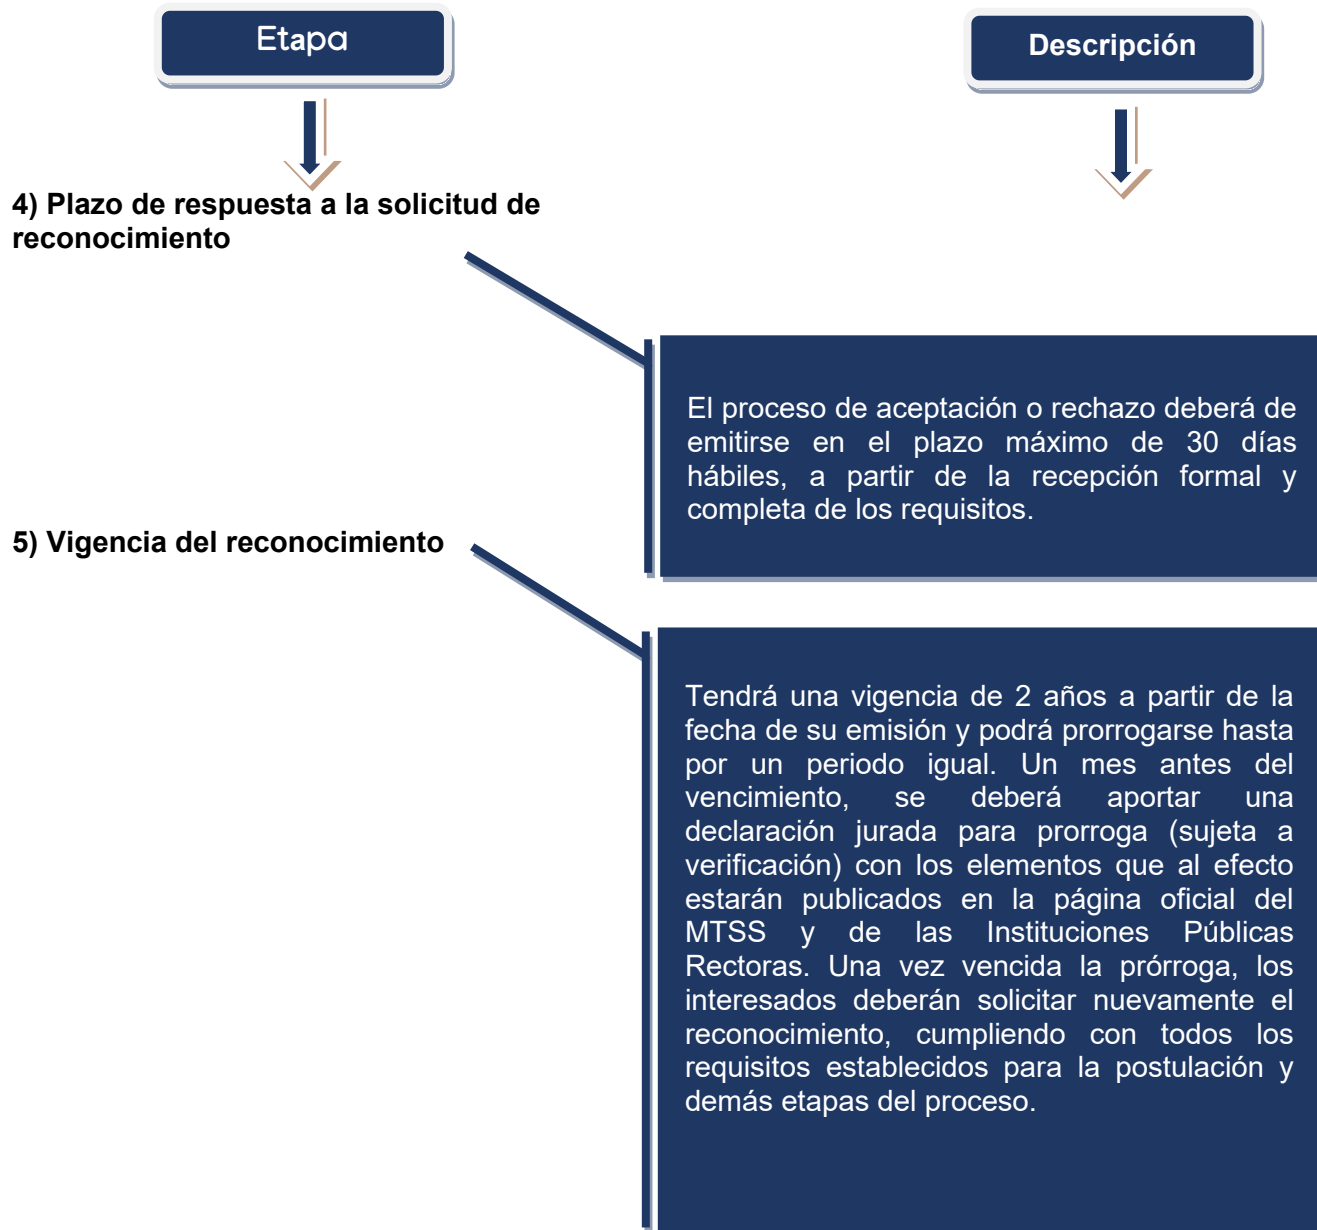 Etapa
Descripción
4) Plazo de respuesta a la solicitud de
reconocimiento
El proceso de aceptación o rechazo deberá de
emitirse en el plazo máximo de 30 días
hábiles, a partir de la recepción formal y
completa de los requisitos.
5) Vigencia del reconocimiento
Tendrá una vigencia de 2 años a partir de la
fecha de su emisión y podrá prorrogarse hasta
por un periodo igual. Un mes antes del
vencimiento, se deberá aportar una
declaración jurada para prorroga (sujeta a
verificación) con los elementos que al efecto
estarán publicados en la página oficial del
MTSS y de las Instituciones Públicas
Rectoras. Una vez vencida la prórroga, los
interesados deberán solicitar nuevamente el
reconocimiento, cumpliendo con todos los
requisitos establecidos para la postulación y
demás etapas del proceso.